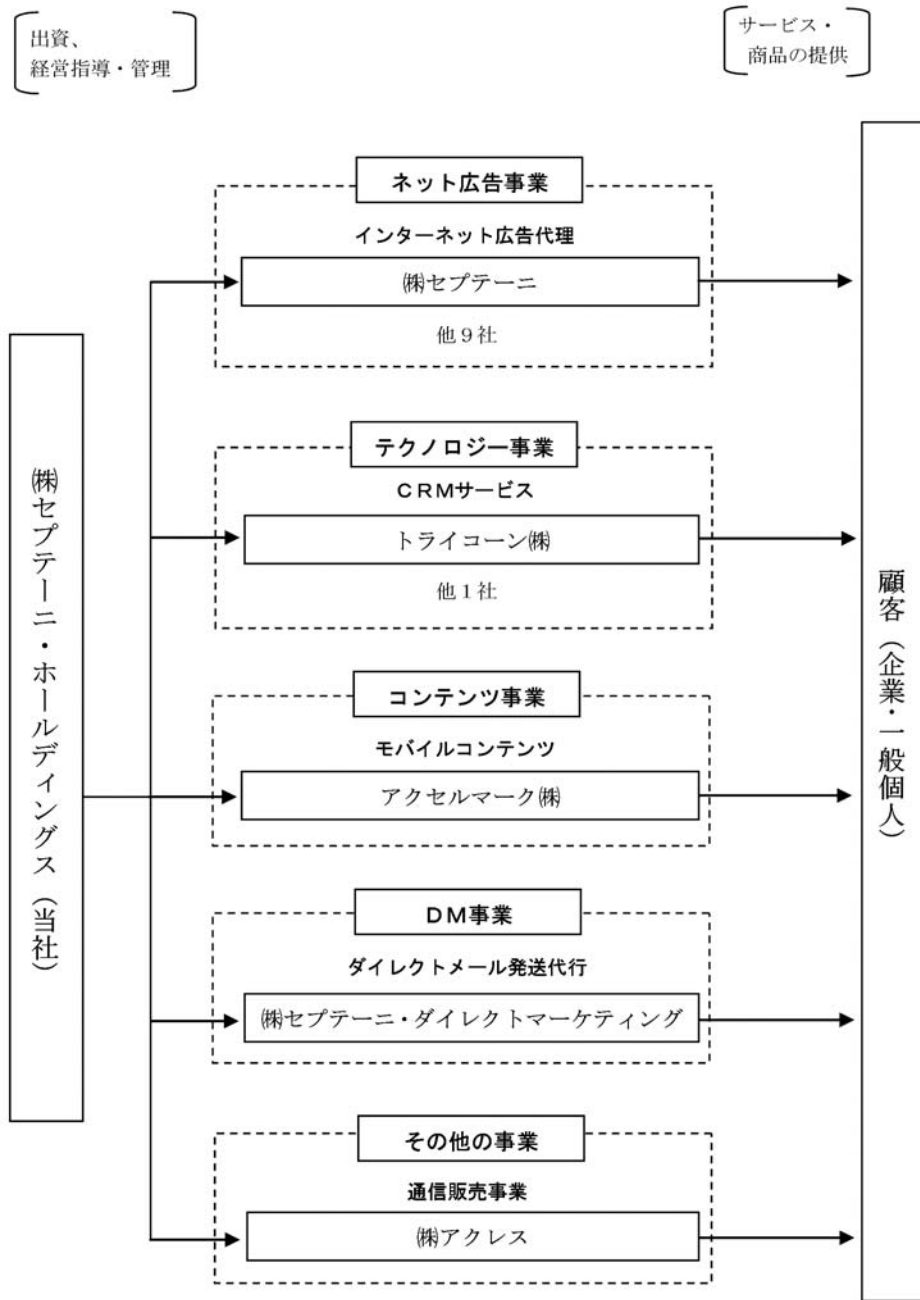 出資、
経営指導・管理
サービス・
商品の提供
ネット広告事業
インターネット広告代理
㈱セプテーニ
他９社
テクノロジー事業
ＣＲＭサービス
トライコーン㈱
他１社
コンテンツ事業
モバイルコンテンツ
アクセルマーク㈱
ＤＭ事業
ダイレクトメール発送代行
㈱セプテーニ・ダイレクトマーケティング
その他の事業
通信販売事業
㈱アクレス
㈱セプテーニ・ホールディングス（当社）
顧客（企業・一般個人）